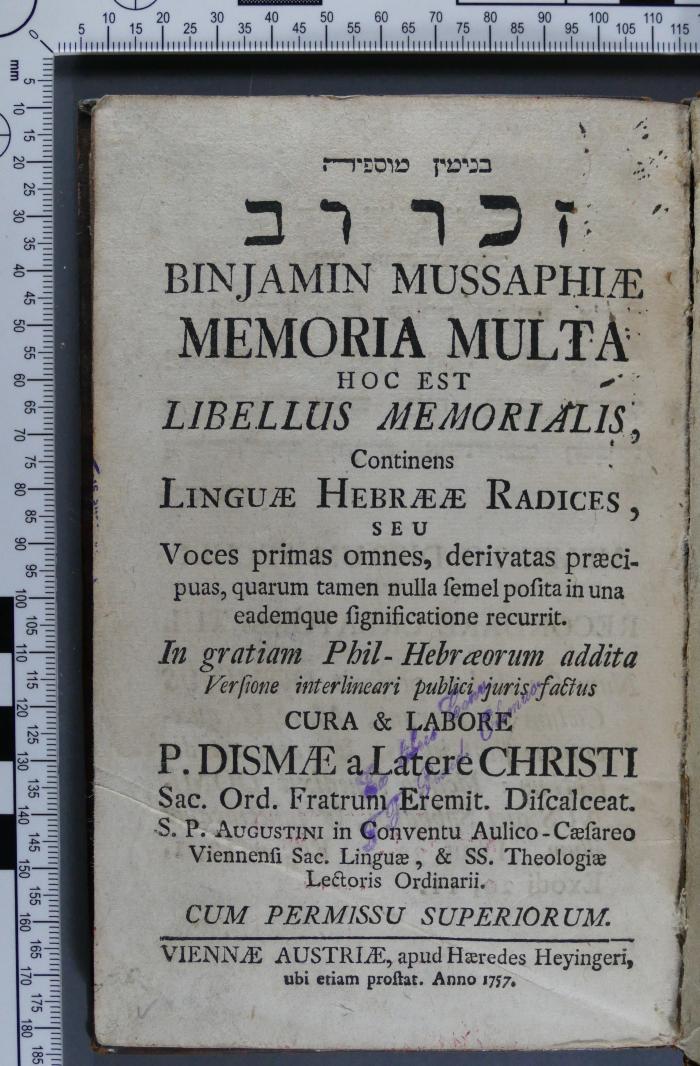 בנימין מוספיה
זכר רב
BINJAMIN MUSSAPHIÆ
MEMORIA MULTA
HOC EST
LIBELLUS MEMORIALIS,
Continens
LINGUÆ HEBRÆÆ RADICES,
SEU
Voces primas omnes, derivatas præci-
puas, quarum tamen nulla ſemel poſita in una
eademque ſignificatione recurrit.
In gratiam Phil-Hebræorum addita
Verſione interlineari publici juris factus
CURA & LABORE
P. DISMÆ a Latere CHRISTI
Sac. Ord. Fratrum Eremit. Diſcalceat.
S. P. AUGUSTINI in Conventu Aulico-Cæſareo
Viennenſi Sac. Linguæ, & SS. Theologiæ
Lectoris Ordinarii.
CUM PERMISSU SUPERIORUM.
VIENNÆ AUSTRIÆ, apud Hæredes Heyingeri,
ubi etiam proſtat. Anno 1757.